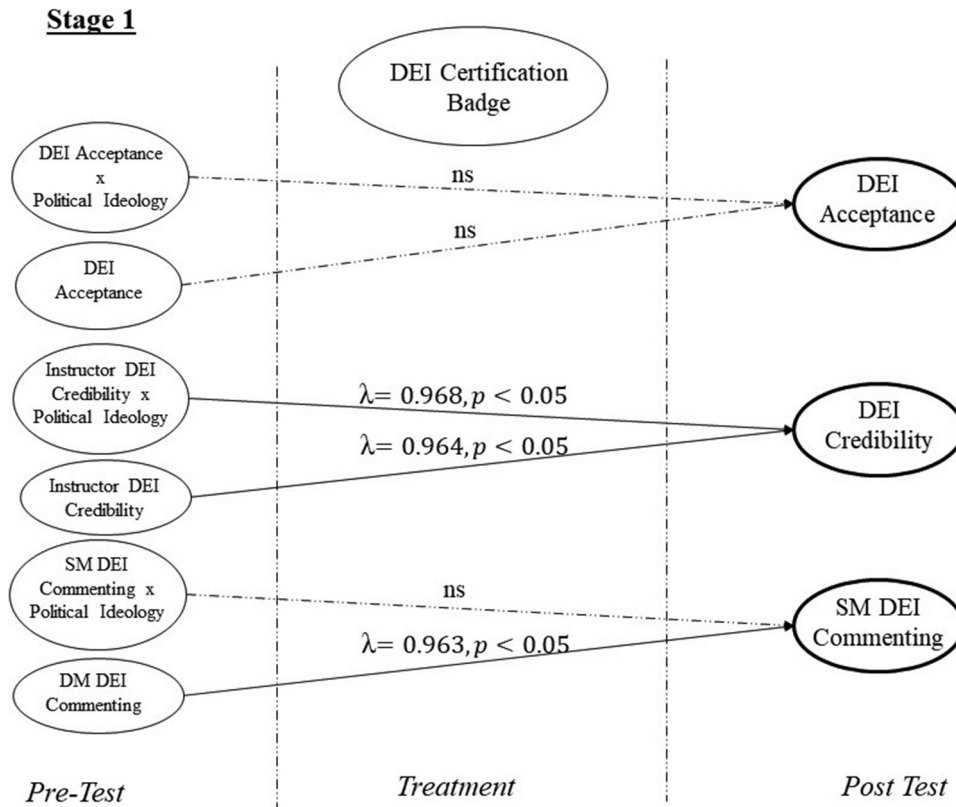 Stage 1
DEI Certification
Badge
DEI Acceptance
x
Political Ideology
ns
DEI
Acceptance
ns
DEI
Acceptance
Instructor DEI
Credibility x
Political Ideology
λ= 0.968, p < 0.05
DEI
Credibility
λ= 0.964, p < 0.05
Instructor DEI
Credibility
SM DEI
Commenting x
Political Ideology
ns
SM DEI
Commenting
λ= 0.963, p < 0.05
DM DEI
Commenting
Pre-Test
Treatment
Post Test